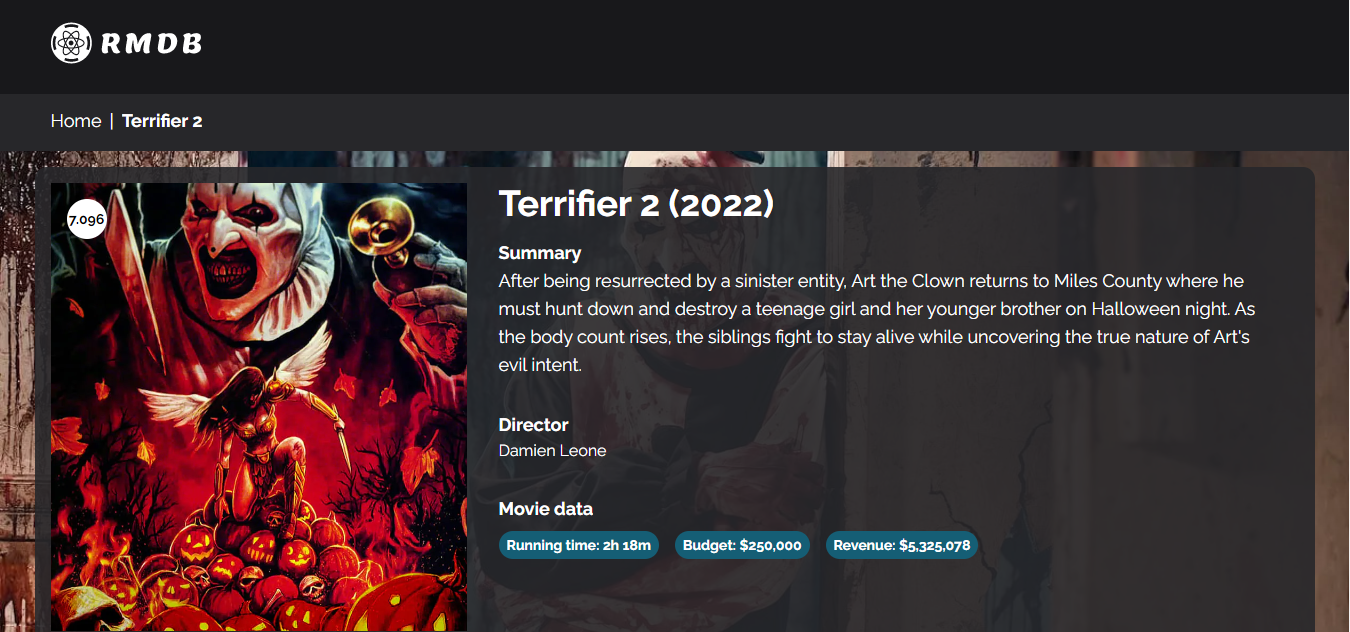 RMDB
Home | Terrifier 2
7.096
Terrifier 2 (2022)
Summary
After being resurrected by a sinister entity, Art the Clown returns to Miles County where he
must hunt down and destroy a teenage girl and her younger brother on Halloween night. As
the body count rises, the siblings fight to stay alive while uncovering the true nature of Art's
evil intent.
Director
Damien Leone
Movie data
Running time: 2h 18m Budget: $250,000 Revenue: $5,325,078